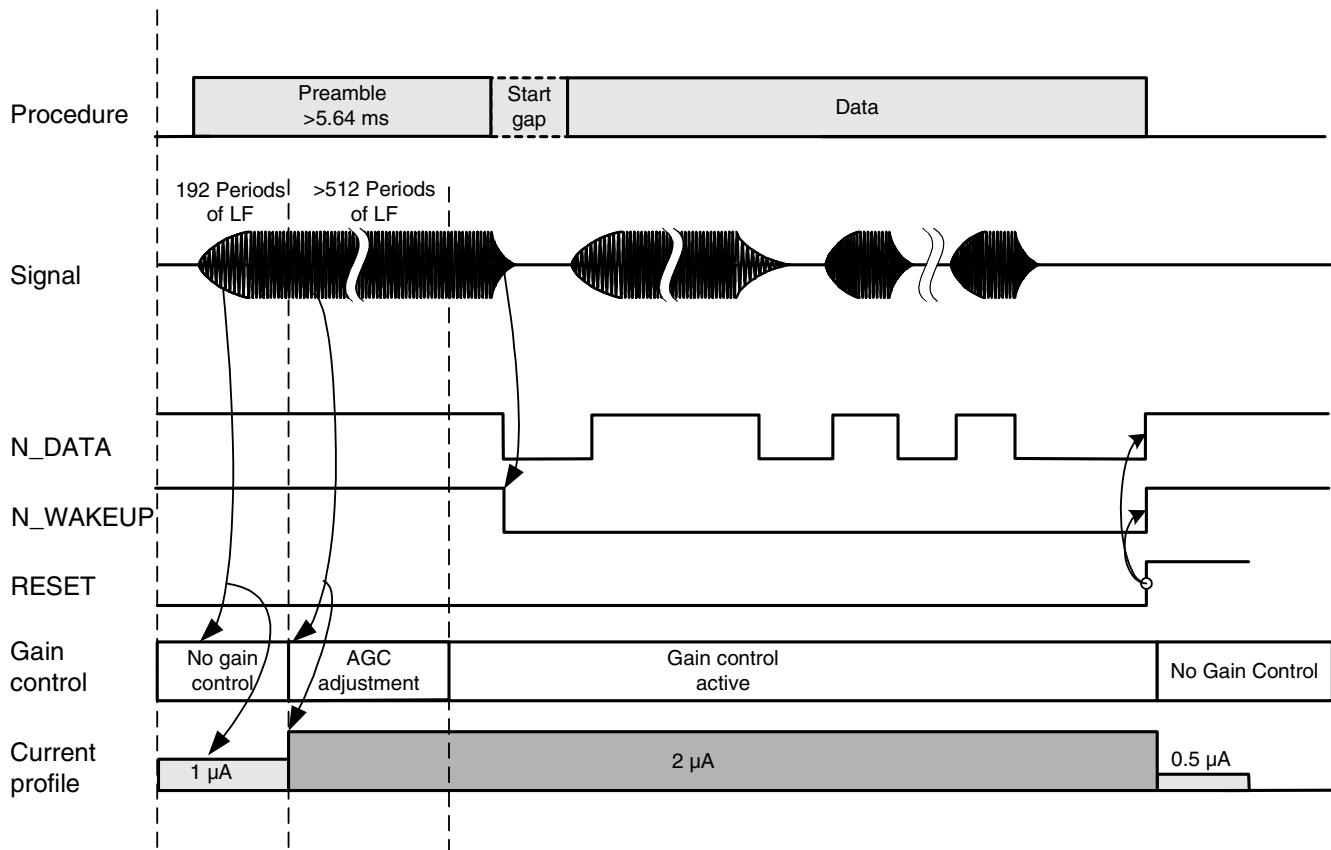 Procedure
Preamble
>5.64 ms
Start
gap
Data
192 Periods
of LF
>512 Periods
of LF
Signal
N_DATA
N_WAKEUP
RESET
Gain
control
No gain
control
AGC
adjustment
Gain control
active
No Gain Control
Current
profile
1 µA
2 µA
0.5 µA